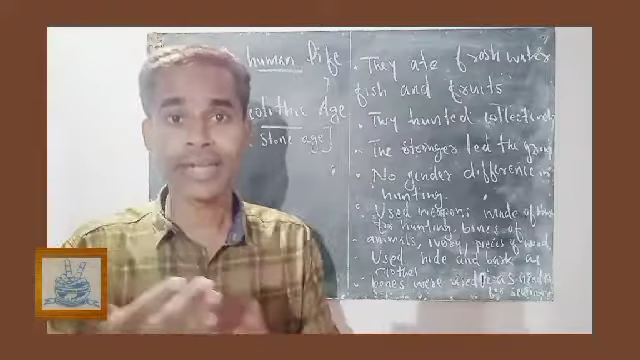 human life
olithic Age
Stone age]
. They ate fresh water
fish and fruits
. They hunted collectively
. The stronger led the group
. No gender difference in
hunting.
Used weapons made of
for hunting, bones of
animals, ivory, pieces of wood
Used hide and bark as
clothes
bones were used as